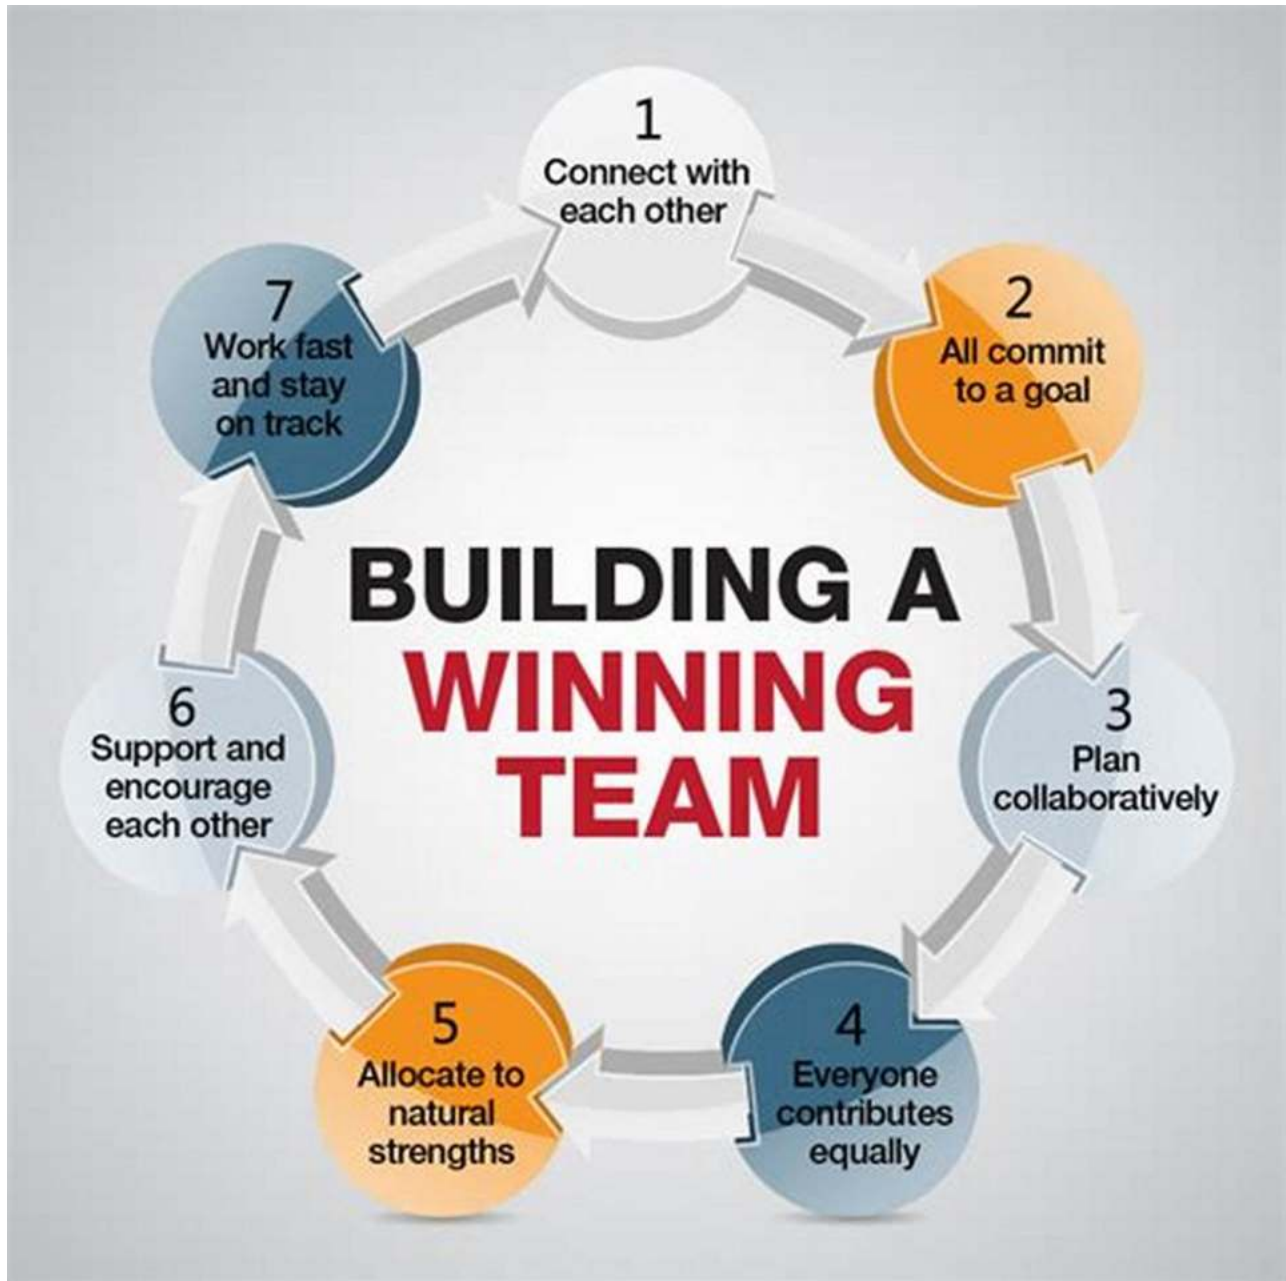 1
Connect with
each other
2
All commit
to a goal
3
Plan
collaboratively
4
Everyone
contributes
equally
5
Allocate to
natural
strengths
6
Support and
encourage
each other
7
Work fast
and stay
on track
BUILDING A
WINNING
TEAM